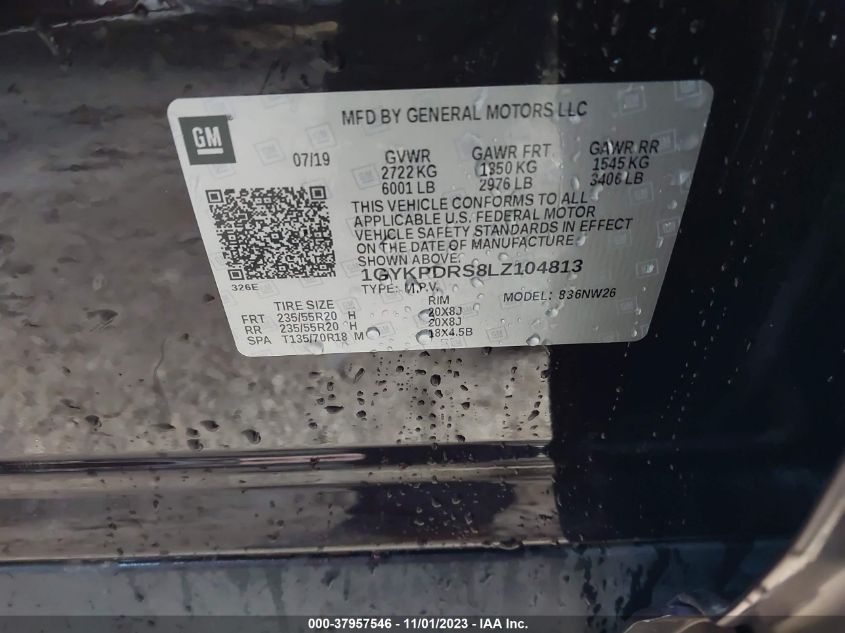 MFD BY GENERAL MOTORS LLC
GM
07/19 GVWR GAWR FRT GAWR RR
2722 KG 1350 KG 1545 KG
6001 LB 2976 LB 3406 LB
THIS VEHICLE CONFORMS TO ALL
APPLICABLE U.S. FEDERAL MOTOR
VEHICLE SAFETY STANDARDS IN EFFECT
ON THE DATE OF MANUFACTURE
SHOWN ABOVE.
1GYKPDRS8LZ104813
326E
TYPE: M.P.V. MODEL: 836NW26
TIRE SIZE RIM
FRT 235/55R20 H 20X8J
RR 235/55R20 H 20X8J
SPA T135/70R18 M 18X4.5B
000-37957546 - 11/01/2023 - IAA Inc.